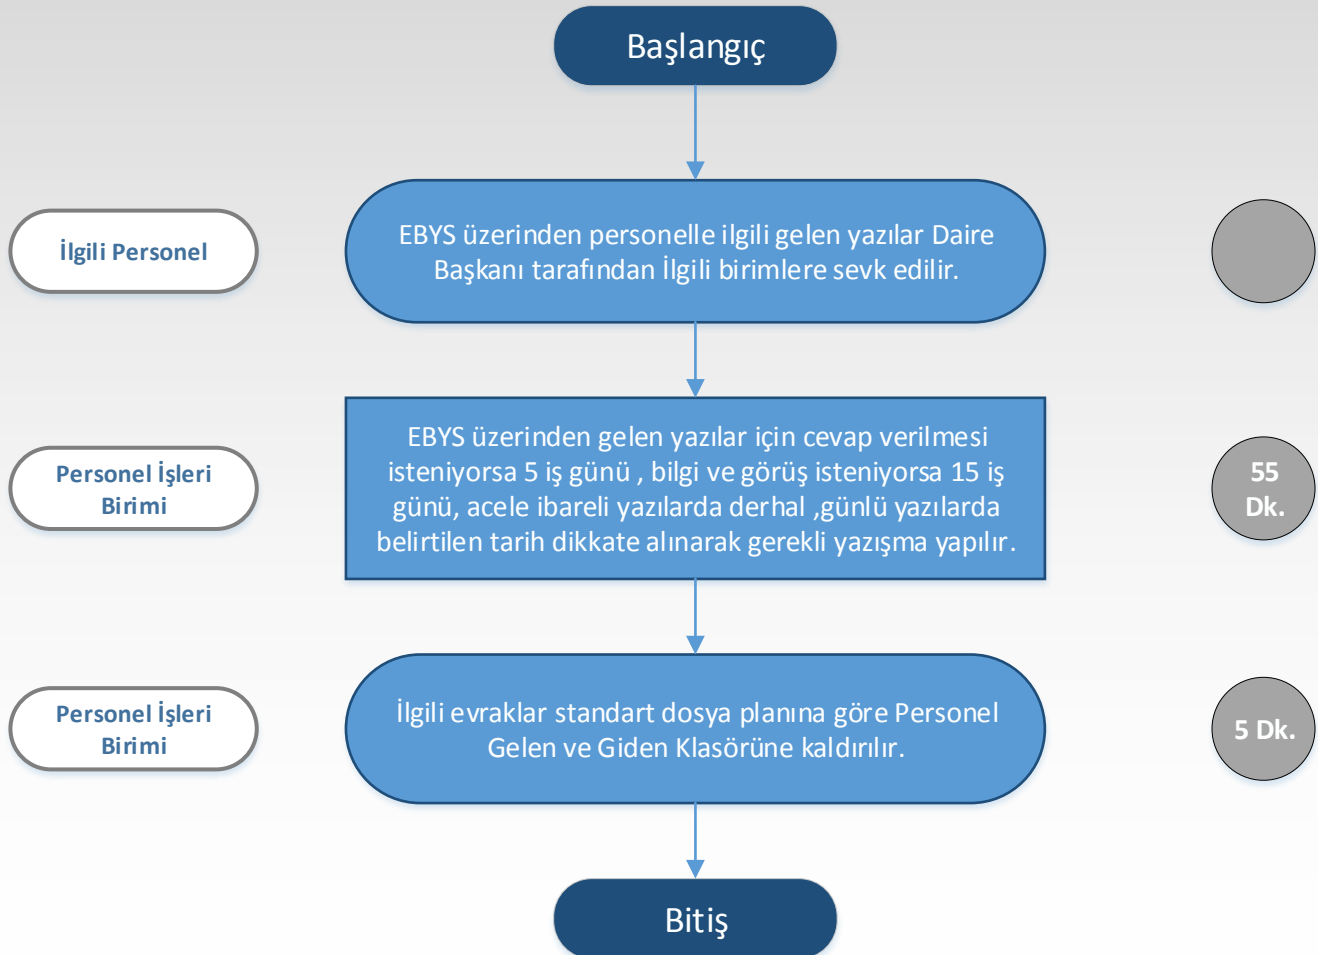 Başlangıç
İlgili Personel
EBYS üzerinden personelle ilgili gelen yazılar Daire
Başkanı tarafından İlgili birimlere sevk edilir.
Personel İşleri
Birimi
EBYS üzerinden gelen yazılar için cevap verilmesi
isteniyorsa 5 iş günü , bilgi ve görüş isteniyorsa 15 iş
günü, acele ibareli yazılarda derhal ,günlü yazılarda
belirtilen tarih dikkate alınarak gerekli yazışma yapılır.
55
Dk.
Personel İşleri
Birimi
İlgili evraklar standart dosya planına göre Personel
Gelen ve Giden Klasörüne kaldırılır.
5 Dk.
Bitiş